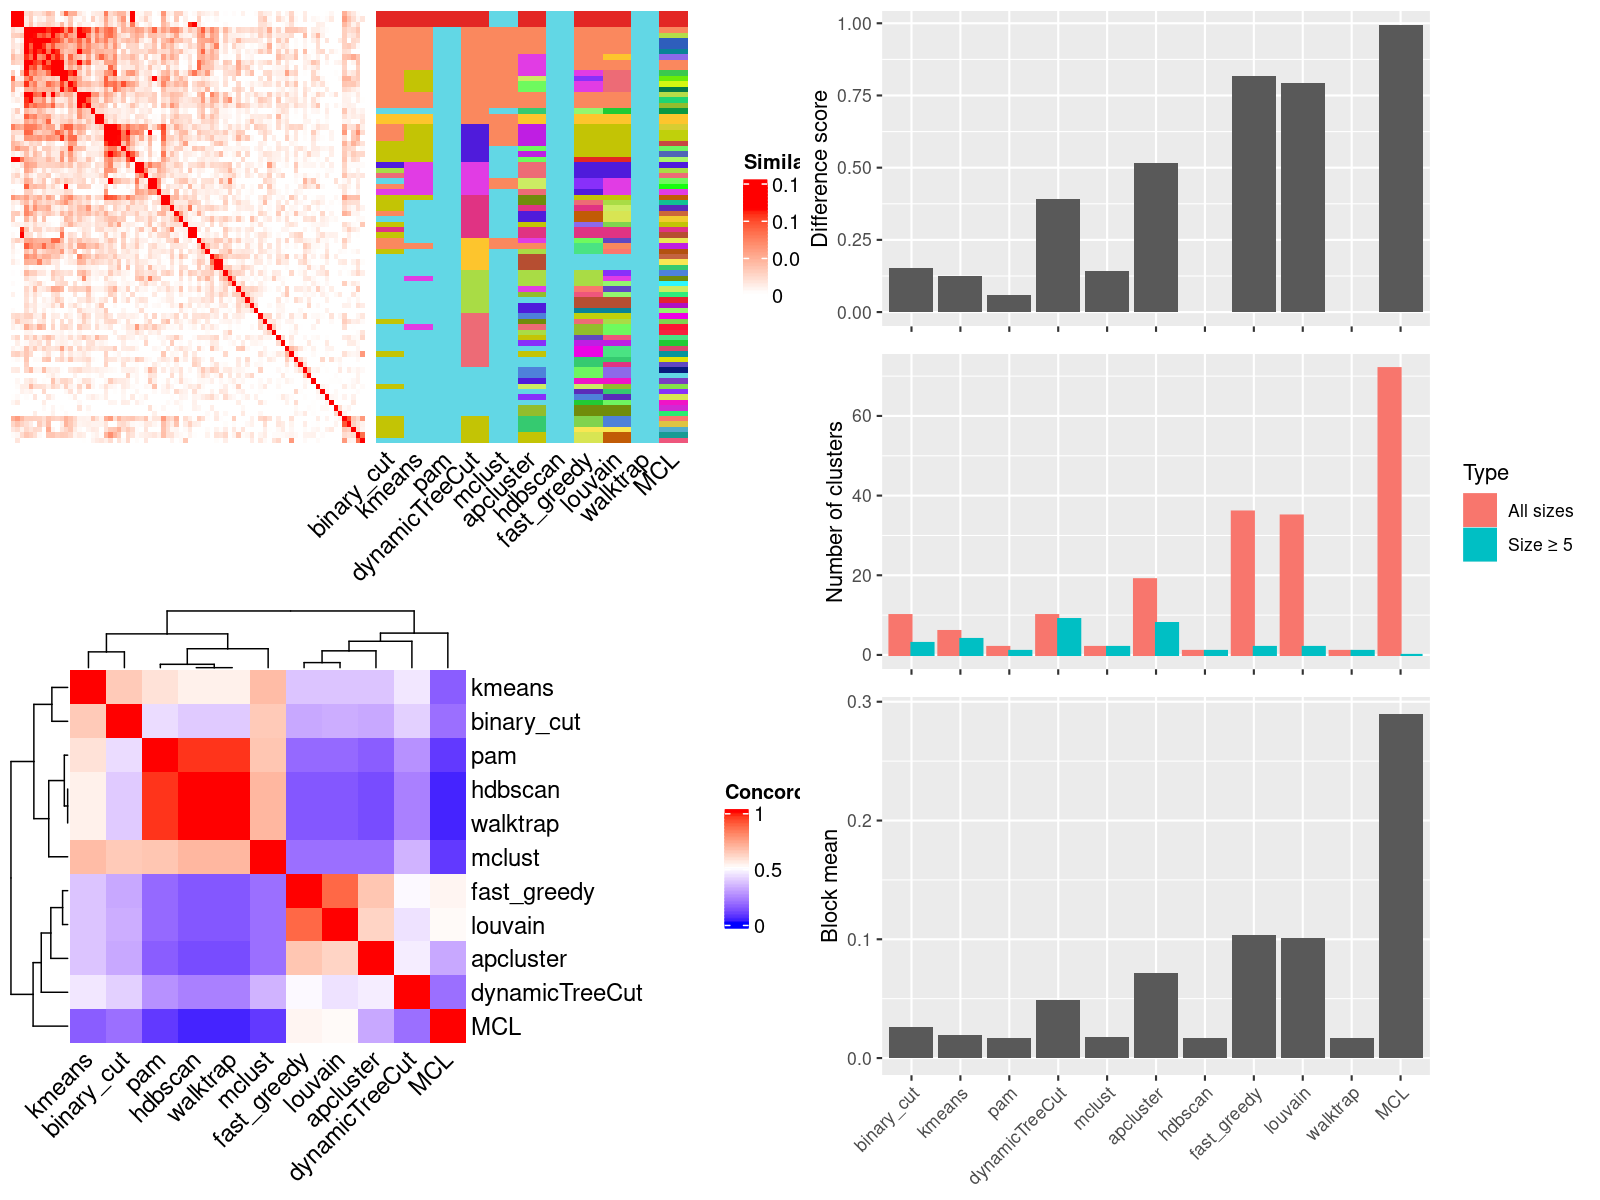 Simila
0.1
0.1
0.0
0
binary_cut
kmeans
pam
dynamicTreeCut
mclust
apcluster
hdbscan
fast_greedy
louvain
walktrap
MCL
kmeans
binary_cut
pam
hdbscan
walktrap
mclust
fast_greedy
louvain
apcluster
dynamicTreeCut
MCL
kmeans
binary_cut
pam
hdbscan
walktrap
mclust
fast_greedy
louvain
apcluster
dynamicTreeCut
MCL
Concord
1
0.5
0
Difference score
1.00
0.75
0.50
0.25
0.00
Number of clusters
60
40
20
0
Type
All sizes
Size ≥ 5
Block mean
0.3
0.2
0.1
0.0
binary_cut
kmeans
pam
dynamicTreeCut
mclust
apcluster
hdbscan
fast_greedy
louvain
walktrap
MCL